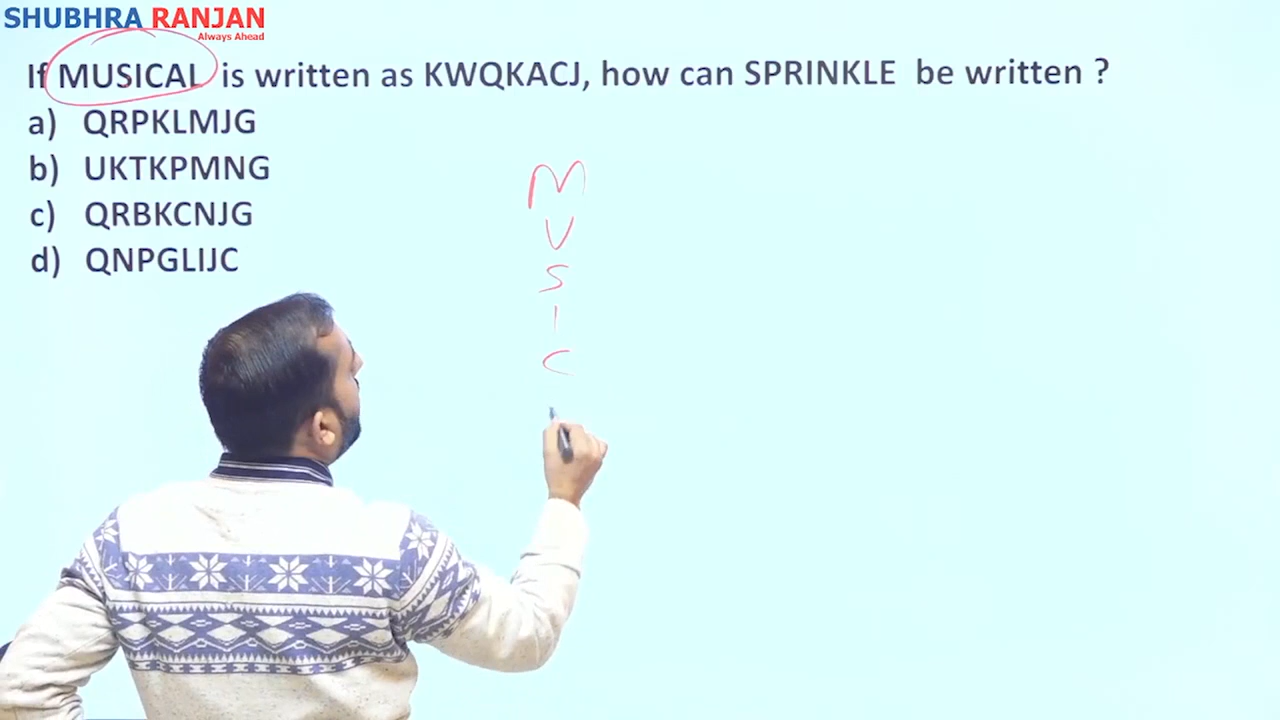 SHUBHRA RANJAN
Always Ahead
If MUSICAL is written as KWQKACJ, how can SPRINKLE be written ?
a) QRPKLMJG
b) UKTKPMNG
c) QRBKCNJG
d) QNPGLIJC
M
U
S
I
C